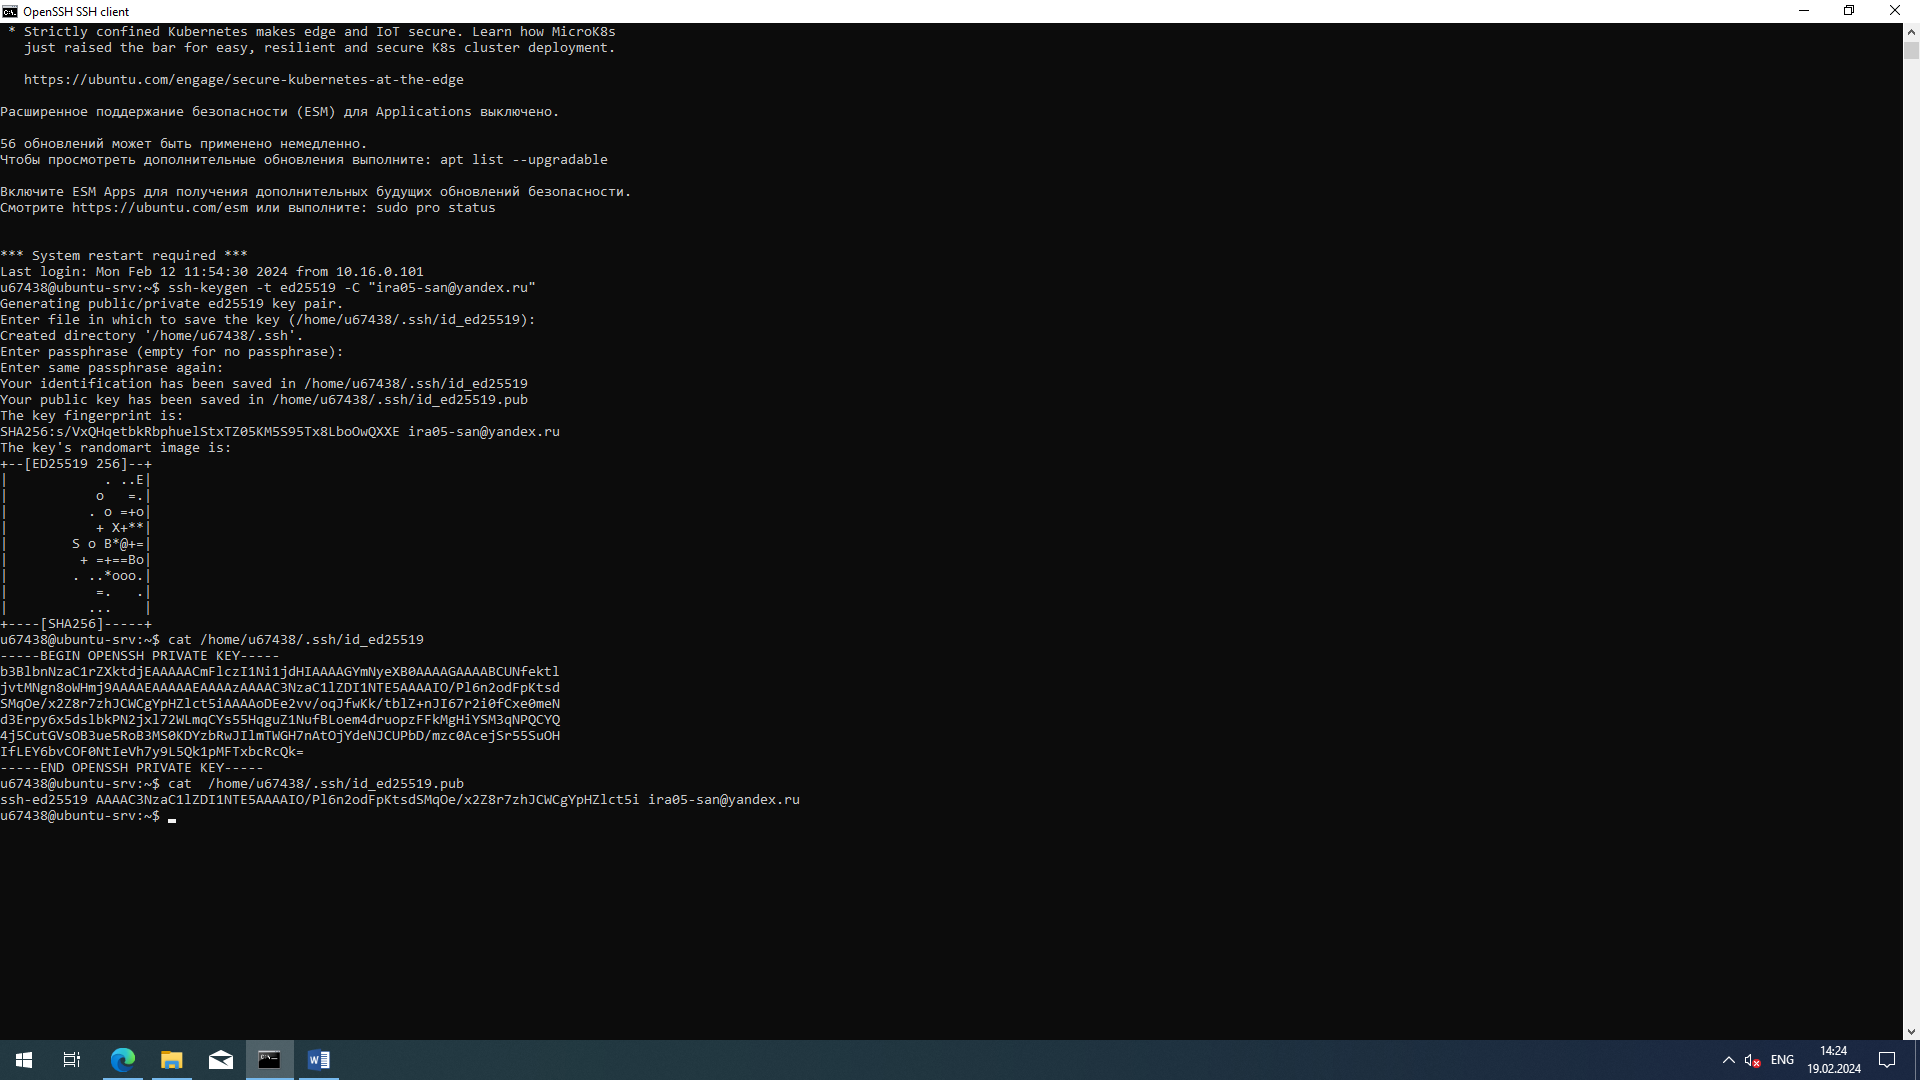 OpenSSH SSH client
* Strictly confined Kubernetes makes edge and IoT secure. Learn how MicroK8s
just raised the bar for easy, resilient and secure K8s cluster deployment.
https://ubuntu.com/engage/secure-kubernetes-at-the-edge
Расширенное поддержание безопасности (ESM) для Applications выключено.
56 обновлений может быть применено немедленно.
Чтобы просмотреть дополнительные обновления выполните: apt list --upgradable
Включите ESM Apps для получения дополнительных будущих обновлений безопасности.
Смотрите https://ubuntu.com/esm или выполните: sudo pro status
*** System restart required ***
Last login: Mon Feb 12 11:54:30 2024 from 10.16.0.101
u67438@ubuntu-srv:~$ ssh-keygen -t ed25519 -C "ira05-san@yandex.ru"
Generating public/private ed25519 key pair.
Enter file in which to save the key (/home/u67438/.ssh/id_ed25519):
Created directory '/home/u67438/.ssh'.
Enter passphrase (empty for no passphrase):
Enter same passphrase again:
Your identification has been saved in /home/u67438/.ssh/id_ed25519
Your public key has been saved in /home/u67438/.ssh/id_ed25519.pub
The key fingerprint is:
SHA256:s/VxQHqetbkRbphuelStxTZ05KM5S95Tx8LboOwQXXE ira05-san@yandex.ru
The key's randomart image is:
+--[ED25519 256]--+
|            . ..E|
|           o   =.|
|          . o =+o|
|           + X+**|
|        S o B*@+=|
|         + =+==Bo|
|        . ..*ooo.|
|           =.   .|
|          ...    |
+----[SHA256]-----+
u67438@ubuntu-srv:~$ cat /home/u67438/.ssh/id_ed25519
-----BEGIN OPENSSH PRIVATE KEY-----
b3BlbnNzaC1rZXktdjEAAAAACmFlczI1Ni1jdHIAAAAGYmNyeXB0AAAAGAAAABCUNfektl
jvtMNgn8oWHmj9AAAAEAAAAAEAAAAzAAAAC3NzaC1lZDI1NTE5AAAAIO/Pl6n2odFpKtsd
SMqOe/x2Z8r7zhJCWCgYpHZlct5iAAAAoDEe2vv/oqJfwKk/tblZ+nJI67r2i0fCxe0meN
d3Erpy6x5dslbkPN2jxl72WLmqCYs55HqguZ1NufBLoem4druopzFFkMgHiYSM3qNPQCYQ
4j5CutGVsOB3ue5RoB3MS0KDYzbRwJIlmTWGH7nAtOjYdeNJCUPbD/mzc0AcejSr55SuOH
IfLEY6bvCOF0NtIeVh7y9L5Qk1pMFTxbcRcQk=
-----END OPENSSH PRIVATE KEY-----
u67438@ubuntu-srv:~$ cat  /home/u67438/.ssh/id_ed25519.pub
ssh-ed25519 AAAAC3NzaC1lZDI1NTE5AAAAIO/Pl6n2odFpKtsdSMqOe/x2Z8r7zhJCWCgYpHZlct5i ira05-san@yandex.ru
u67438@ubuntu-srv:~$
ENG
14:24
19.02.2024